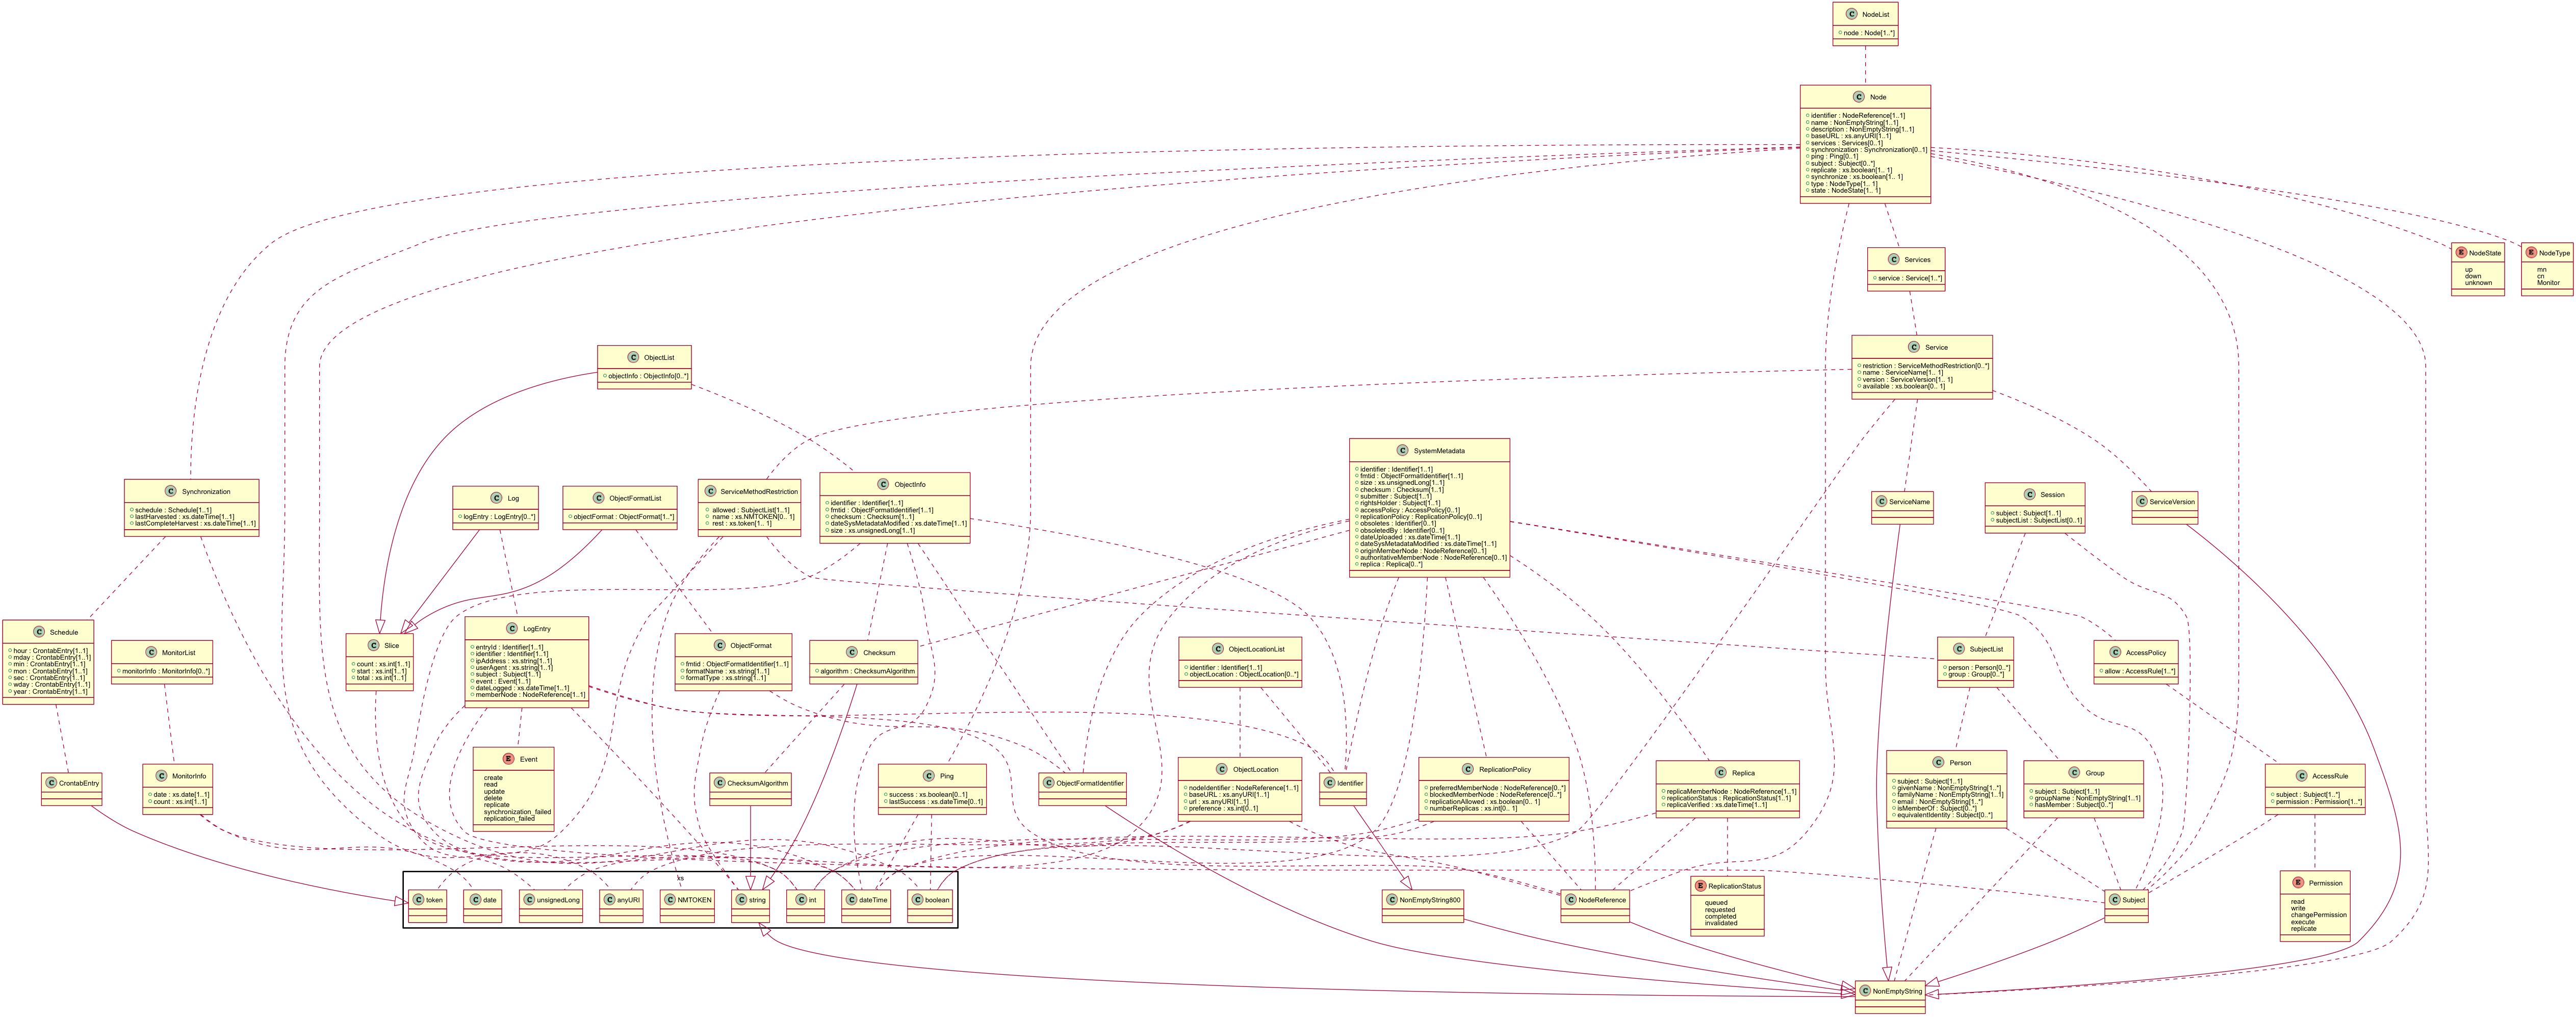 NodeList
node : Node[1..*]
Node
identifier : NodeReference[1..1]
name : NonEmptyString[1..1]
description : NonEmptyString[1..1]
baseURL : xs.anyURI[1..1]
services : Services[0..1]
synchronization : Synchronization[0..1]
ping : Ping[0..1]
subject : Subject[0..*]
replicate : xs.boolean[1.. 1]
synchronize : xs.boolean[1.. 1]
type : NodeType[1.. 1]
state : NodeState[1.. 1]
Services
service : Service[1..*]
NodeState
up
down
unknown
NodeType
mn
cn
Monitor
ObjectList
objectInfo : ObjectInfo[0..*]
Service
restriction : ServiceMethodRestriction[0..*]
name : ServiceName[1.. 1]
version : ServiceVersion[1.. 1]
available : xs.boolean[0.. 1]
Synchronization
schedule : Schedule[1..1]
lastHarvested : xs.dateTime[1..1]
lastCompleteHarvest : xs.dateTime[1..1]
Log
logEntry : LogEntry[0..*]
ObjectFormatList
objectFormat : ObjectFormat[1..*]
ServiceMethodRestriction
allowed : SubjectList[1..1]
name : xs.NMTOKEN[0.. 1]
rest : xs.token[1.. 1]
ObjectInfo
identifier : Identifier[1..1]
fmtid : ObjectFormatIdentifier[1..1]
checksum : Checksum[1..1]
dateSysMetadataModified : xs.dateTime[1..1]
size : xs.unsignedLong[1..1]
SystemMetadata
identifier : Identifier[1..1]
fmtid : ObjectFormatIdentifier[1..1]
size : xs.unsignedLong[1..1]
checksum : Checksum[1..1]
submitter : Subject[1..1]
rightsHolder : Subject[1..1]
accessPolicy : AccessPolicy[0..1]
replicationPolicy : ReplicationPolicy[0..1]
obsoletes : Identifier[0..1]
obsoletedBy : Identifier[0..1]
dateUploaded : xs.dateTime[1..1]
dateSysMetadataModified : xs.dateTime[1..1]
originMemberNode : NodeReference[0..1]
authoritativeMemberNode : NodeReference[0..1]
replica : Replica[0..*]
ServiceName
Session
subject : Subject[1..1]
subjectList : SubjectList[0..1]
ServiceVersion
Schedule
hour : CrontabEntry[1..1]
mday : CrontabEntry[1..1]
min : CrontabEntry[1..1]
mon : CrontabEntry[1..1]
sec : CrontabEntry[1..1]
wday : CrontabEntry[1..1]
year : CrontabEntry[1..1]
MonitorList
monitorInfo : MonitorInfo[0..*]
Slice
count : xs.int[1..1]
start : xs.int[1..1]
total : xs.int[1..1]
LogEntry
entryId : Identifier[1..1]
identifier : Identifier[1..1]
ipAddress : xs.string[1..1]
userAgent : xs.string[1..1]
subject : Subject[1..1]
event : Event[1..1]
dateLogged : xs.dateTime[1..1]
memberNode : NodeReference[1..1]
ObjectFormat
fmtid : ObjectFormatIdentifier[1..1]
formatName : xs.string[1..1]
formatType : xs.string[1..1]
Checksum
algorithm : ChecksumAlgorithm
ObjectLocationList
identifier : Identifier[1..1]
objectLocation : ObjectLocation[0..*]
SubjectList
person : Person[0..*]
group : Group[0..*]
AccessPolicy
allow : AccessRule[1..*]
CrontabEntry
MonitorInfo
date : xs.date[1..1]
count : xs.int[1..1]
Event
create
read
update
delete
replicate
synchronization_failed
replication_failed
ChecksumAlgorithm
Ping
success : xs.boolean[0..1]
lastSuccess : xs.dateTime[0..1]
ObjectFormatIdentifier
ObjectLocation
nodeIdentifier : NodeReference[1..1]
baseURL : xs.anyURI[1..1]
url : xs.anyURI[1..1]
preference : xs.int[0..1]
Identifier
ReplicationPolicy
preferredMemberNode : NodeReference[0..*]
blockedMemberNode : NodeReference[0..*]
replicationAllowed : xs.boolean[0.. 1]
numberReplicas : xs.int[0.. 1]
Replica
replicaMemberNode : NodeReference[1..1]
replicationStatus : ReplicationStatus[1..1]
replicaVerified : xs.dateTime[1..1]
Person
subject : Subject[1..1]
givenName : NonEmptyString[1..*]
familyName : NonEmptyString[1..1]
email : NonEmptyString[1..*]
isMemberOf : Subject[0..*]
equivalentIdentity : Subject[0..*]
Group
subject : Subject[1..1]
groupName : NonEmptyString[1..1]
hasMember : Subject[0..*]
AccessRule
subject : Subject[1..*]
permission : Permission[1..*]
xs
token
date
unsignedLong
anyURI
NMTOKEN
string
int
dateTime
boolean
NonEmptyString800
NodeReference
ReplicationStatus
queued
requested
completed
invalidated
Subject
Permission
read
write
changePermission
execute
replicate
NonEmptyString